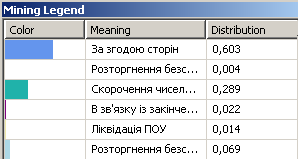 Mining Legend
Color Meaning Distribution
За згодою сторін 0,603
Розторгнення безс... 0,004
Скорочення чисел... 0,289
В зв'язку із закінче... 0,022
Ліквідація ПОУ 0,014
Розторгнення безс... 0,069